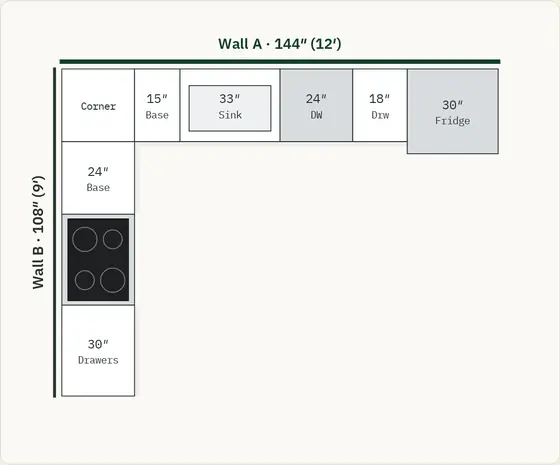 Wall A · 144″ (12′)
Corner
15″
Base
33″
Sink
24″
DW
18″
Drw
30″
Fridge
Wall B · 108″ (9′)
24″
Base
30″
Drawers